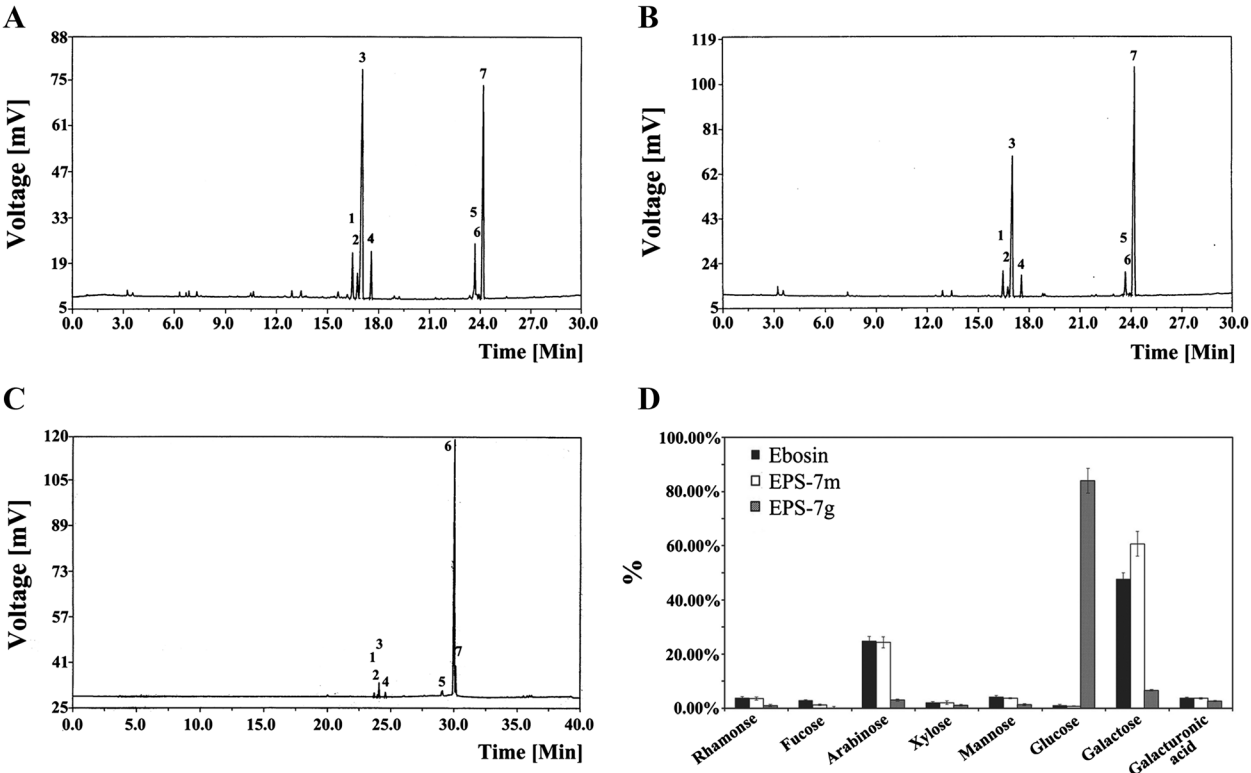 A
Voltage [mV]
88
75
61
47
33
19
5
1
2
3
4
5
6
7
0.0 3.0 6.0 9.0 12.0 15.0 18.0 21.0 24.0 27.0 30.0
Time [Min]
B
Voltage [mV]
119
100
81
62
43
24
5
1
2
3
4
5
6
7
0.0 3.0 6.0 9.0 12.0 15.0 18.0 21.0 24.0 27.0 30.0
Time [Min]
C
Voltage [mV]
120
105
89
73
57
41
25
1
2
3
4
5
6
7
0.0 5.0 10.0 15.0 20.0 25.0 30.0 35.0 40.0
Time [Min]
D
%
100.00%
80.00%
60.00%
40.00%
20.00%
0.00%
Ebosin
EPS-7m
EPS-7g
Rhamonse
Fucose
Arabinose
Xylose
Mannose
Glucose
Galactose
Galacturonic
acid